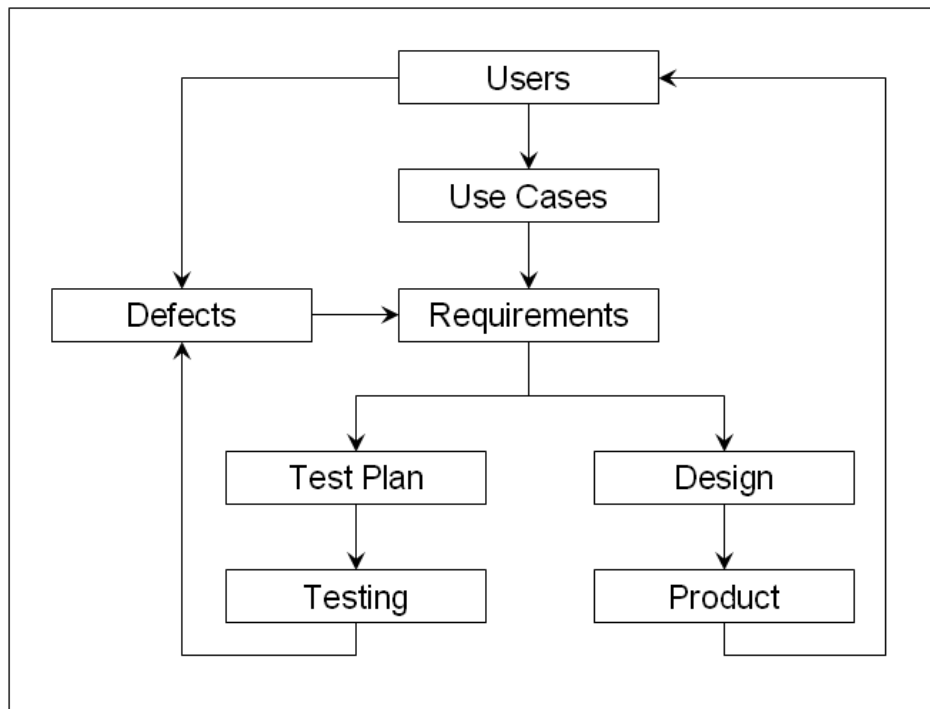 Users
Use Cases
Defects
Requirements
Test Plan
Design
Testing
Product